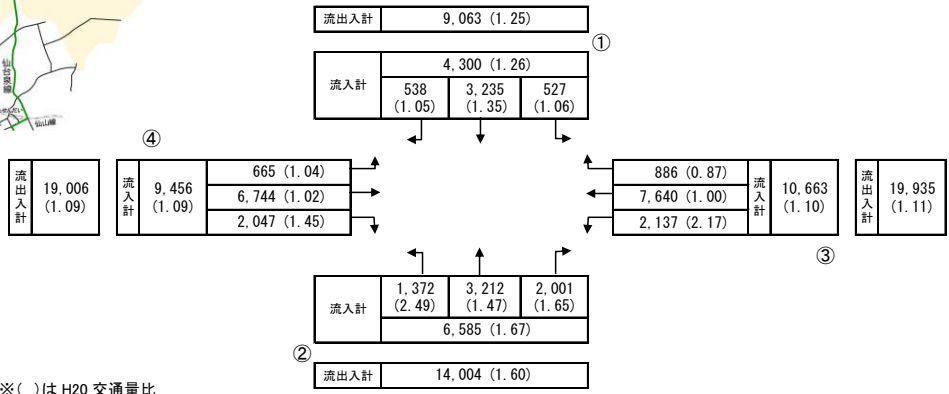 流出入計 9,063 (1.25)
①
流入計 4,300 (1.26)
538 3,235 527
(1.05) (1.35) (1.06)
仙山線
④
流出入計 19,006 (1.09)
流入計 9,456 (1.09)
665 (1.04)
6,744 (1.02)
2,047 (1.45)
886 (0.87)
7,640 (1.00)
2,137 (2.17)
流入計 10,663 (1.10)
流出入計 19,935 (1.11)
③
流入計
1,372 3,212 2,001
(2.49) (1.47) (1.65)
6,585 (1.67)
②
流出入計 14,004 (1.60)
※( )は H20 交通量比